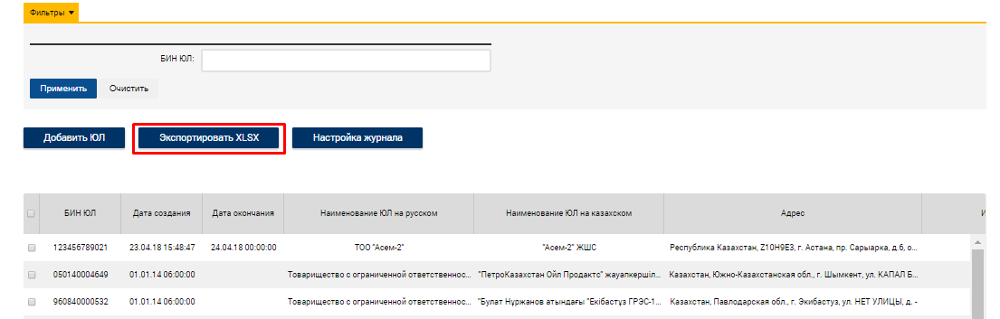 Фильтры ▼
БИН ЮЛ:
Применить Очистить
Добавить ЮЛ Экспортировать XLSX Настройка журнала
БИН ЮЛ Дата создания Дата окончания Наименование ЮЛ на русском Наименование ЮЛ на казахском Адрес И
123456789021 23.04.18 15:48:47 24.04.18 00:00:00 ТОО "Асем-2" "Асем-2" ЖШС Республика Казахстан, Z10H9E3, г. Астана, пр. Сарыарка, д.6, о...
050140004649 01.01.14 06:00:00 Товарищество с ограниченной ответственнос... "ПетроКазахстан Ойл Продактс" жауапкершіл... Казахстан, Южно-Казахстанская обл., г. Шымкент, ул. КАПАЛ Б...
960840000532 01.01.14 06:00:00 Товарищество с ограниченной ответственнос... "Булат Нұржанов атындағы "Екібастұз ГРЭС-1... Казахстан, Павлодарская обл., г. Экибастуз, ул. НЕТ УЛИЦЫ, д. -